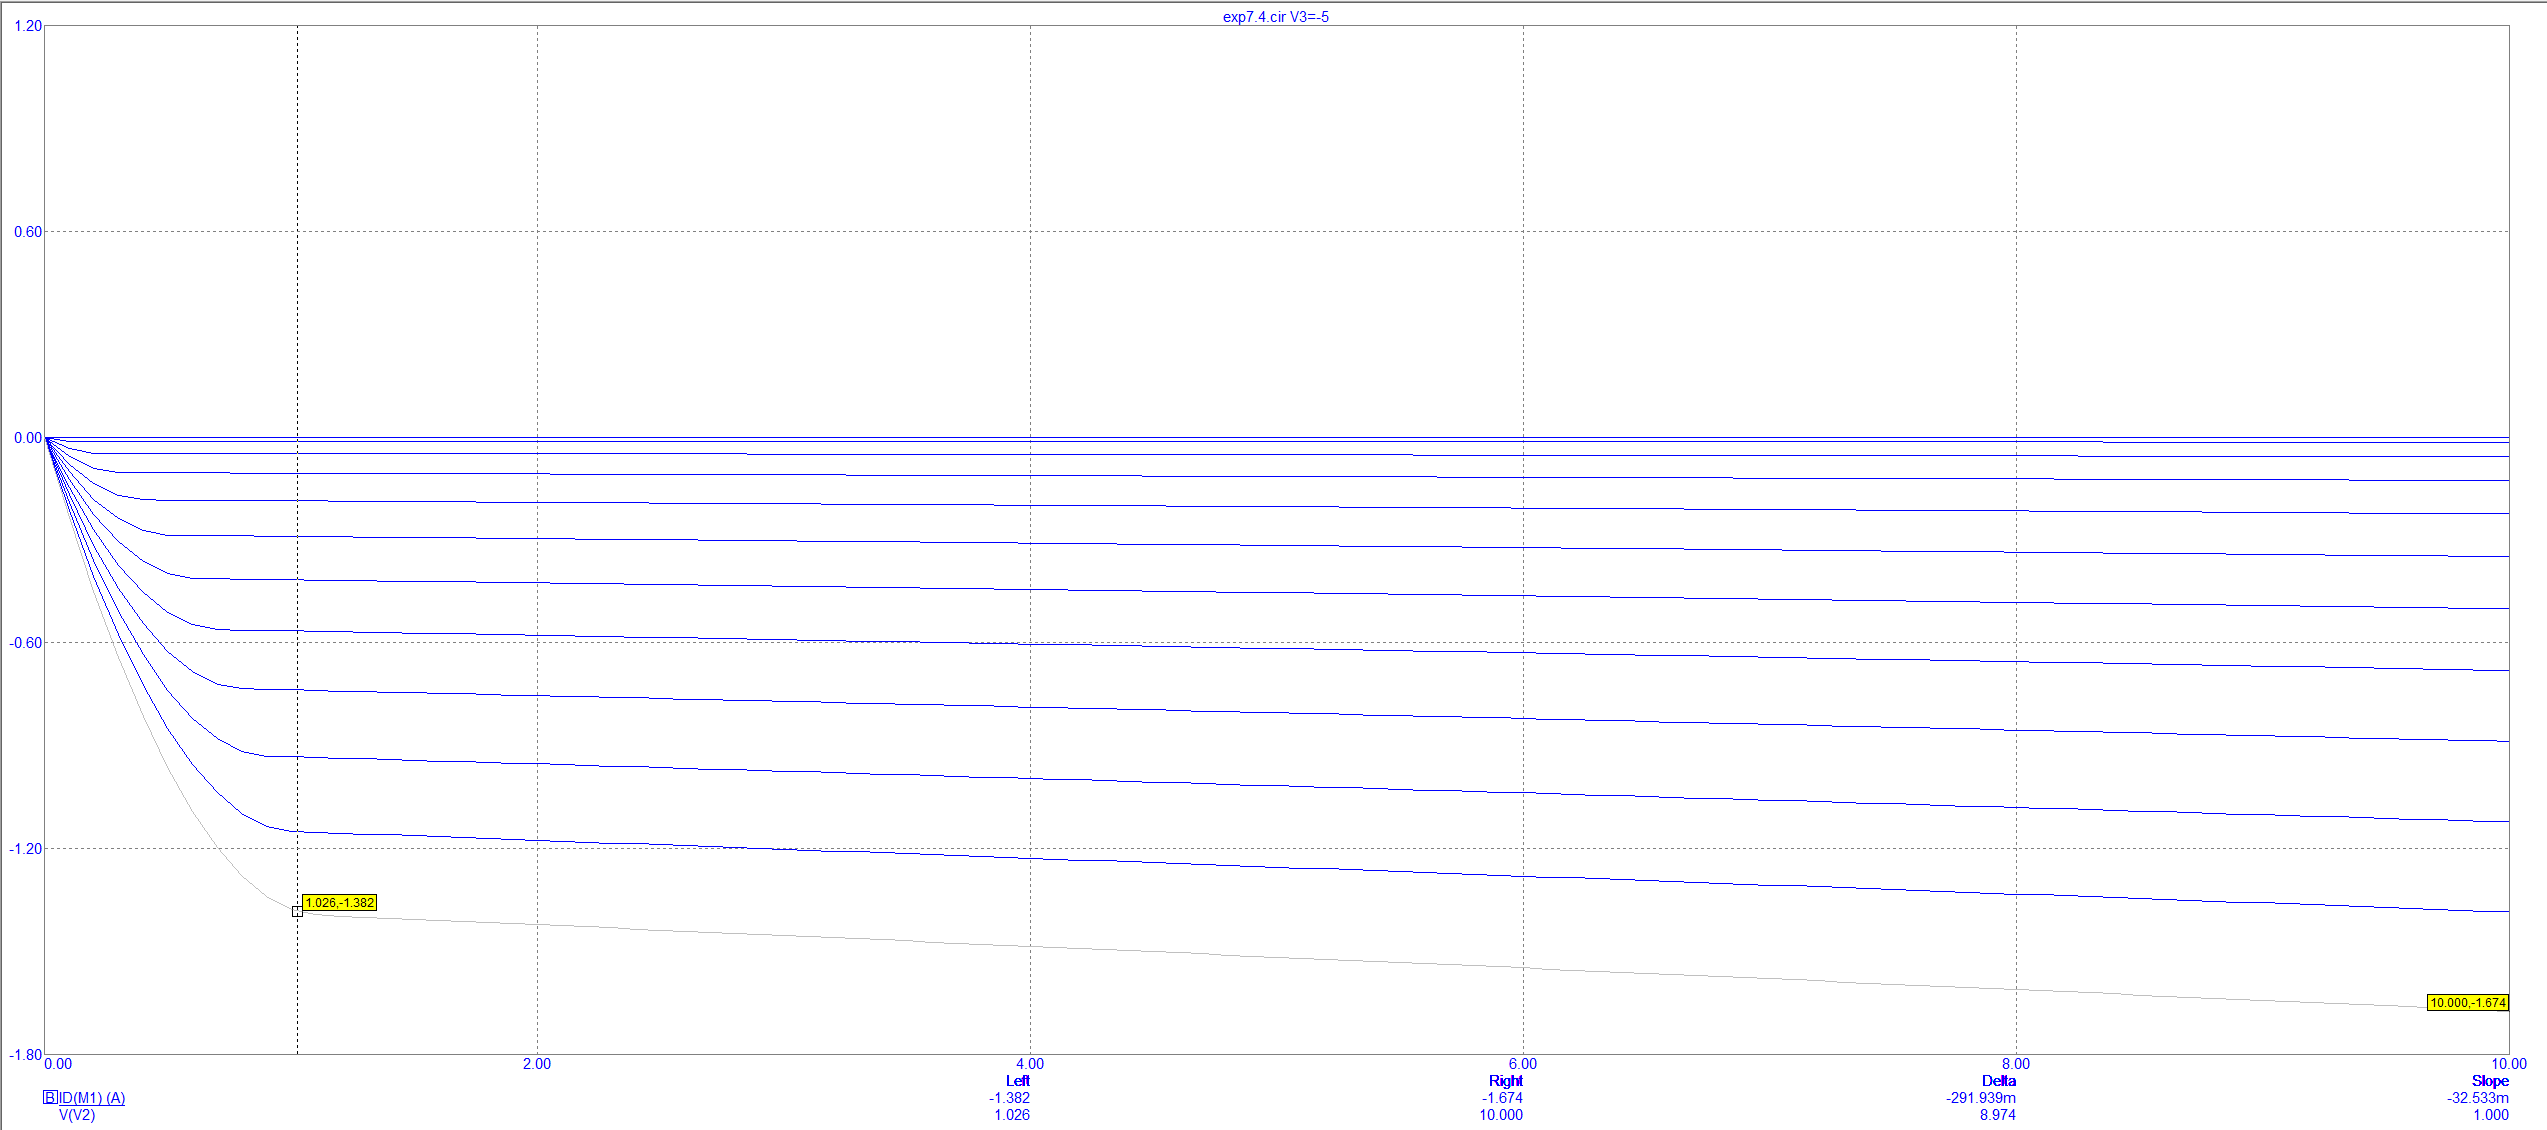 exp7.4.cir V3=-5
1.20
0.60
0.00
-0.60
-1.20
1.026,-1.382
10.000,-1.674
-1.80
0.00 2.00 4.00 6.00 8.00 10.00
Left Right Delta Slope
B ID(M1) (A) -1.382 -1.674 -291.939m -32.533m
V(V2) 1.026 10.000 8.974 1.000